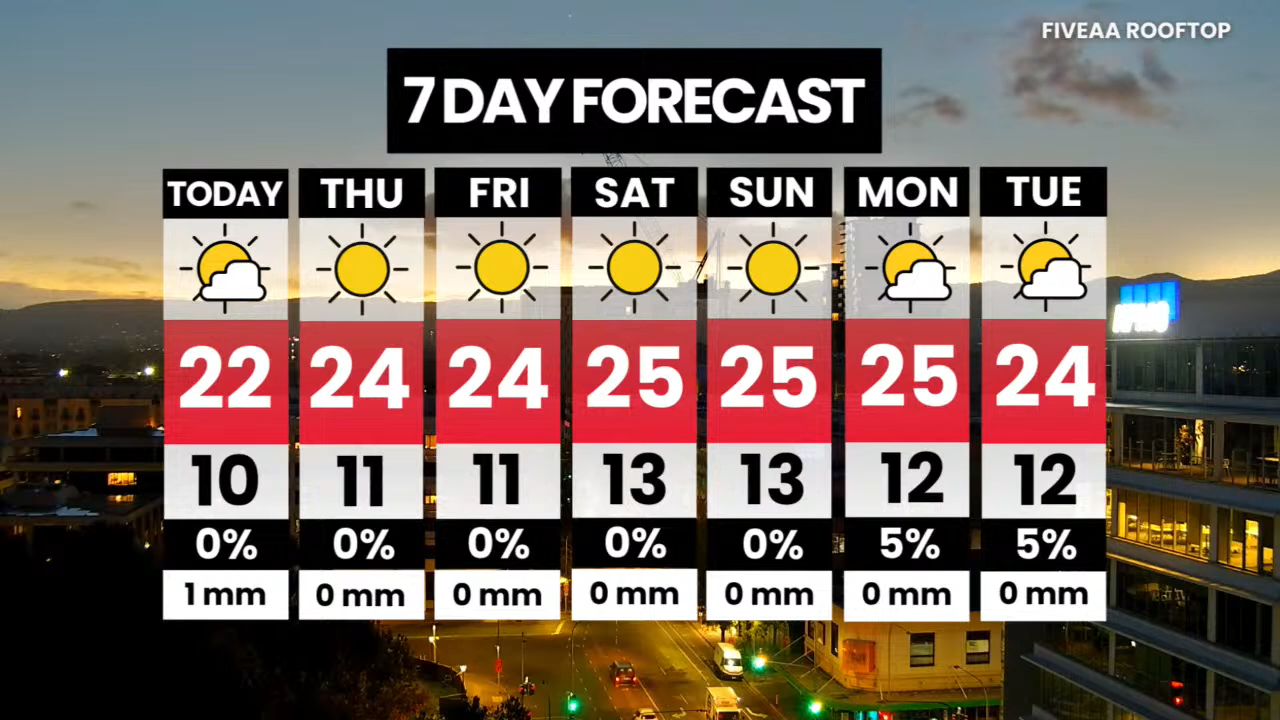 FIVEAA ROOFTOP
7 DAY FORECAST
TODAY THU FRI SAT SUN MON TUE
22 24 24 25 25 25 24
10 11 11 13 13 12 12
0% 0% 0% 0% 0% 5% 5%
1 mm 0 mm 0 mm 0 mm 0 mm 0 mm 0 mm